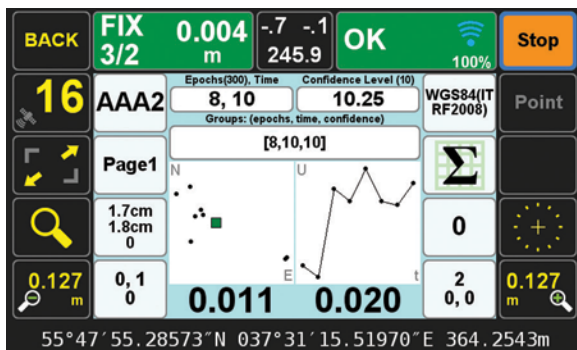 BACK
FIX
3/2
0.004
m
-.7 -.1
245.9
OK
100%
Stop
16
AAA2
Epochs(300), Time
8, 10
Confidence Level (10)
10.25
WGS84(IT
RF2008)
Point
Groups: (epochs, time, confidence)
[8,10,10]
Page1
N
U
Σ
1.7cm
1.8cm
0
0
E
t
0.127
m
0, 1
0
0.011
0.020
2
0, 0
0.127
m
55°47′55.28573″N 037°31′15.51970″E 364.2543m